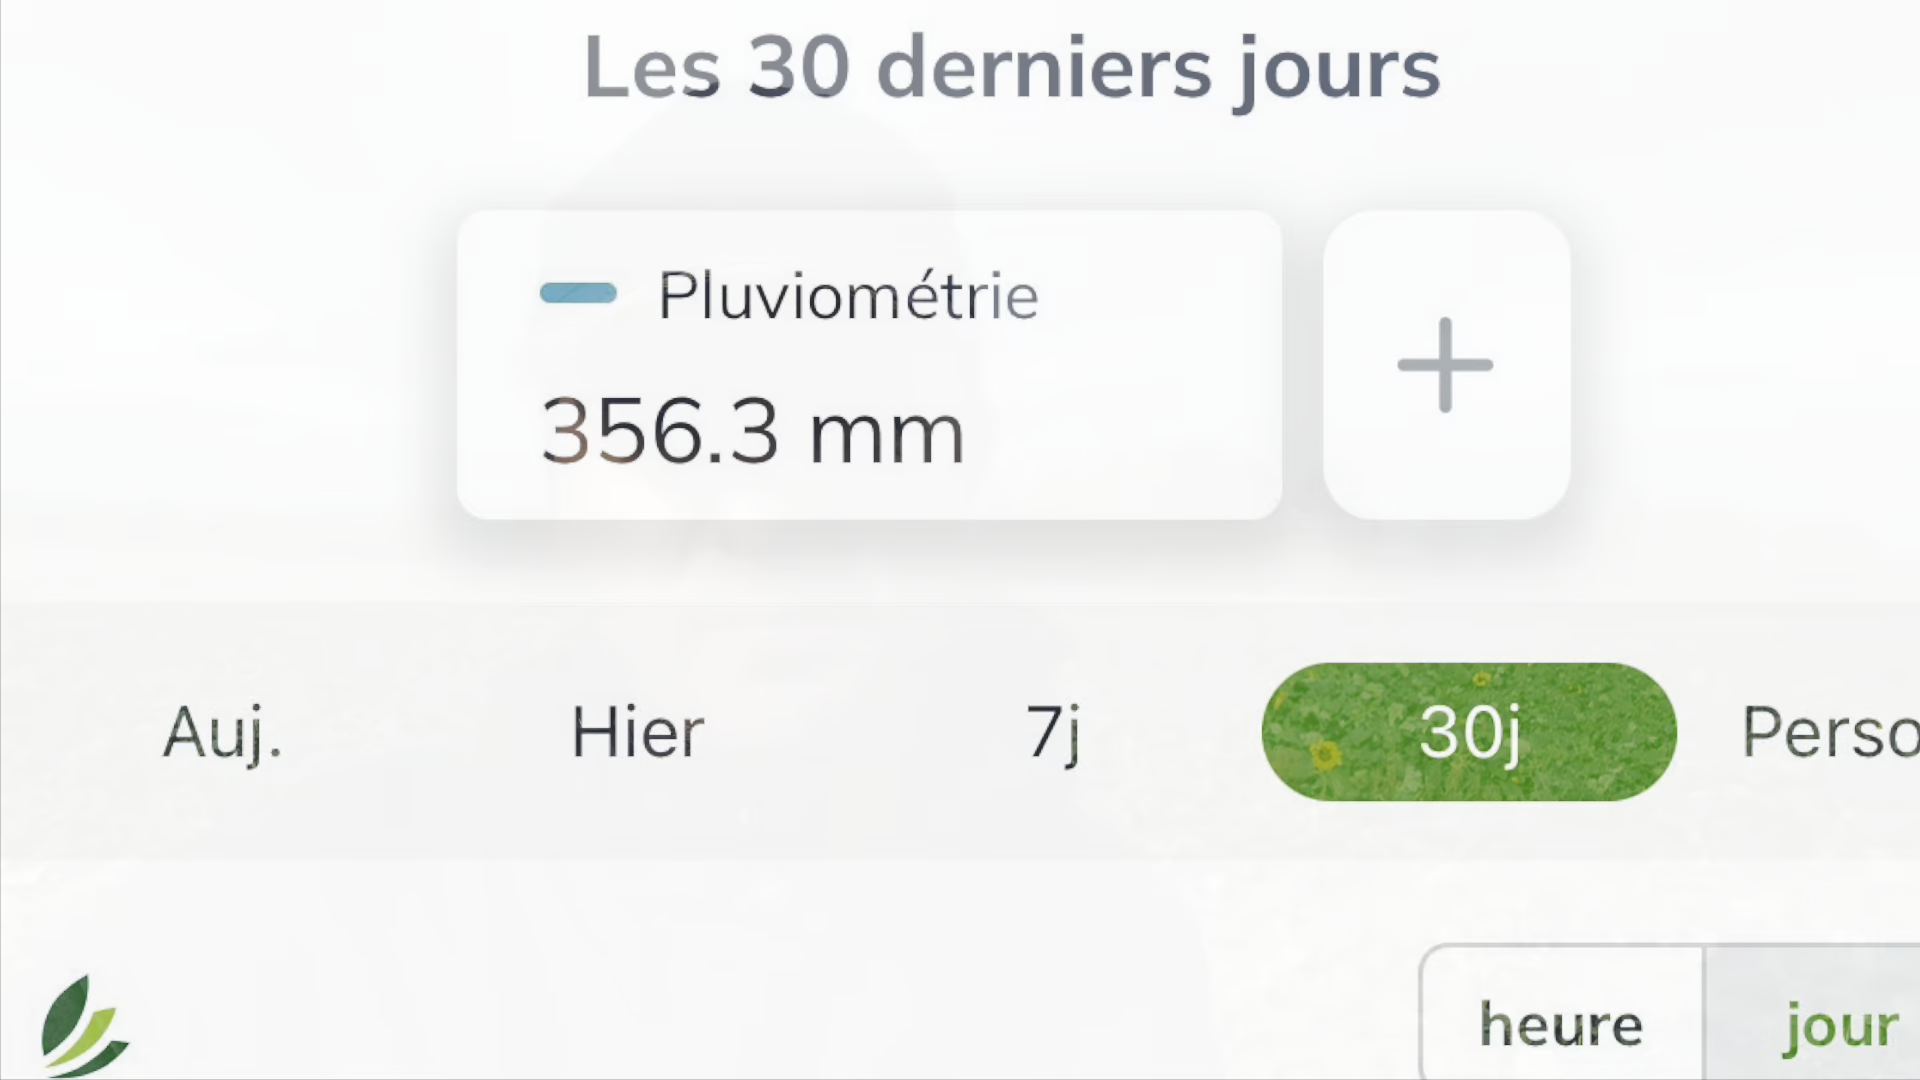 Les 30 derniers jours
Pluviométrie
356.3 mm
Auj. Hier 7j 30j Perso
heure jour